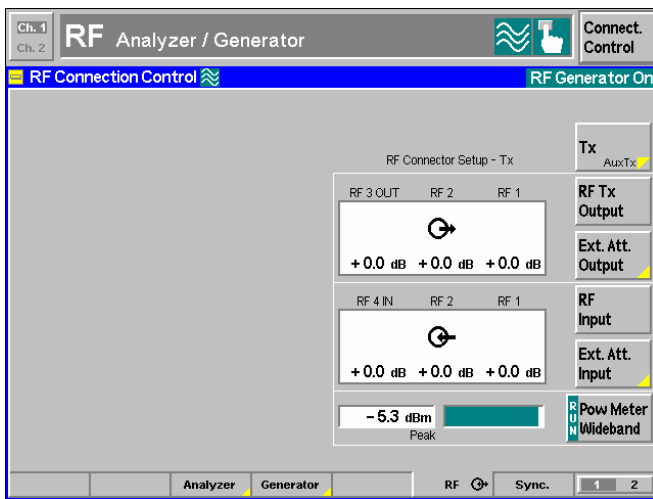 Ch. 1
Ch. 2
RF Analyzer / Generator
Connect.
Control
RF Connection Control
RF Generator On
RF Connector Setup - Tx
Tx
AuxTx
RF 3 OUT RF 2 RF 1
RF Tx
Output
+ 0.0 dB + 0.0 dB + 0.0 dB
Ext. Att.
Output
RF 4 IN RF 2 RF 1
RF
Input
+ 0.0 dB + 0.0 dB + 0.0 dB
Ext. Att.
Input
- 5.3 dBm
Peak
RUN
Pow Meter
Wideband
Analyzer Generator RF Sync. 1 2